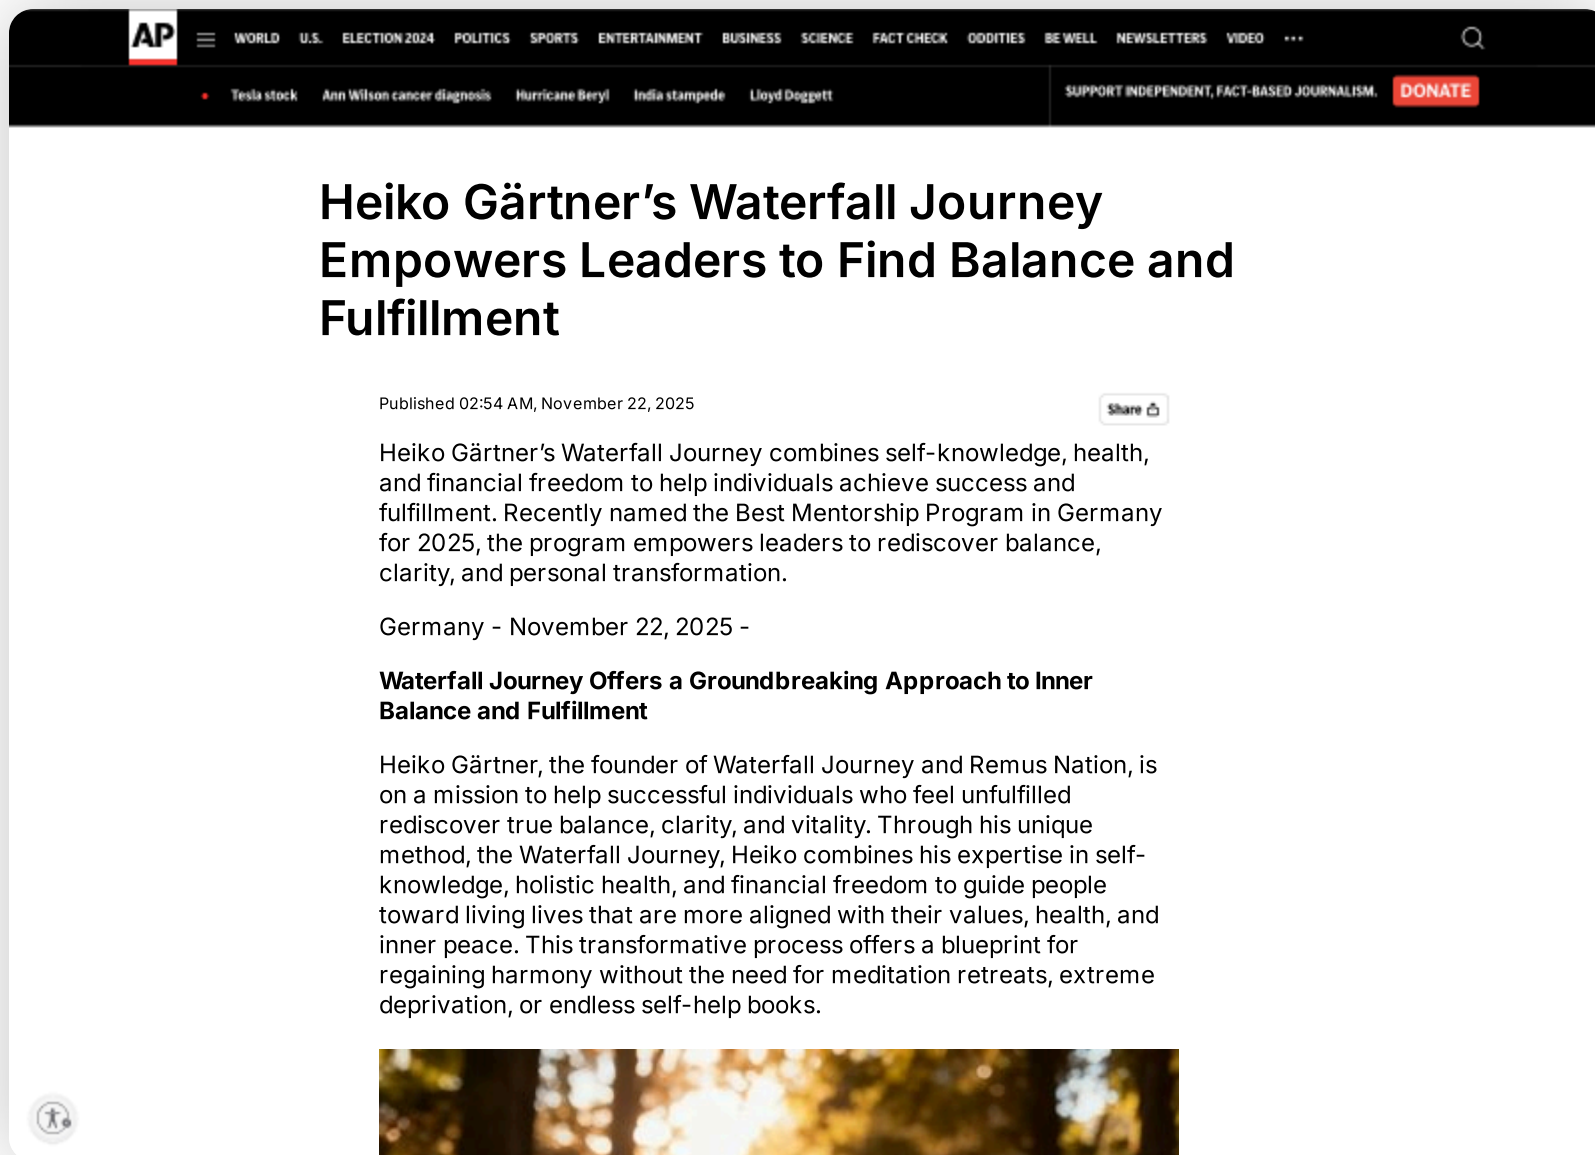 AP
WORLD U.S. ELECTION 2024 POLITICS SPORTS ENTERTAINMENT BUSINESS SCIENCE FACT CHECK ODDITIES BE WELL NEWSLETTERS VIDEO •••
Tesla stock Ann Wilson cancer diagnosis Hurricane Beryl India stampede Lloyd Doggett
SUPPORT INDEPENDENT, FACT-BASED JOURNALISM. DONATE
Heiko Gärtner’s Waterfall Journey
Empowers Leaders to Find Balance and
Fulfillment
Published 02:54 AM, November 22, 2025
Share
Heiko Gärtner’s Waterfall Journey combines self-knowledge, health,
and financial freedom to help individuals achieve success and
fulfillment. Recently named the Best Mentorship Program in Germany
for 2025, the program empowers leaders to rediscover balance,
clarity, and personal transformation.
Germany - November 22, 2025 -
Waterfall Journey Offers a Groundbreaking Approach to Inner
Balance and Fulfillment
Heiko Gärtner, the founder of Waterfall Journey and Remus Nation, is
on a mission to help successful individuals who feel unfulfilled
rediscover true balance, clarity, and vitality. Through his unique
method, the Waterfall Journey, Heiko combines his expertise in self-
knowledge, holistic health, and financial freedom to guide people
toward living lives that are more aligned with their values, health, and
inner peace. This transformative process offers a blueprint for
regaining harmony without the need for meditation retreats, extreme
deprivation, or endless self-help books.